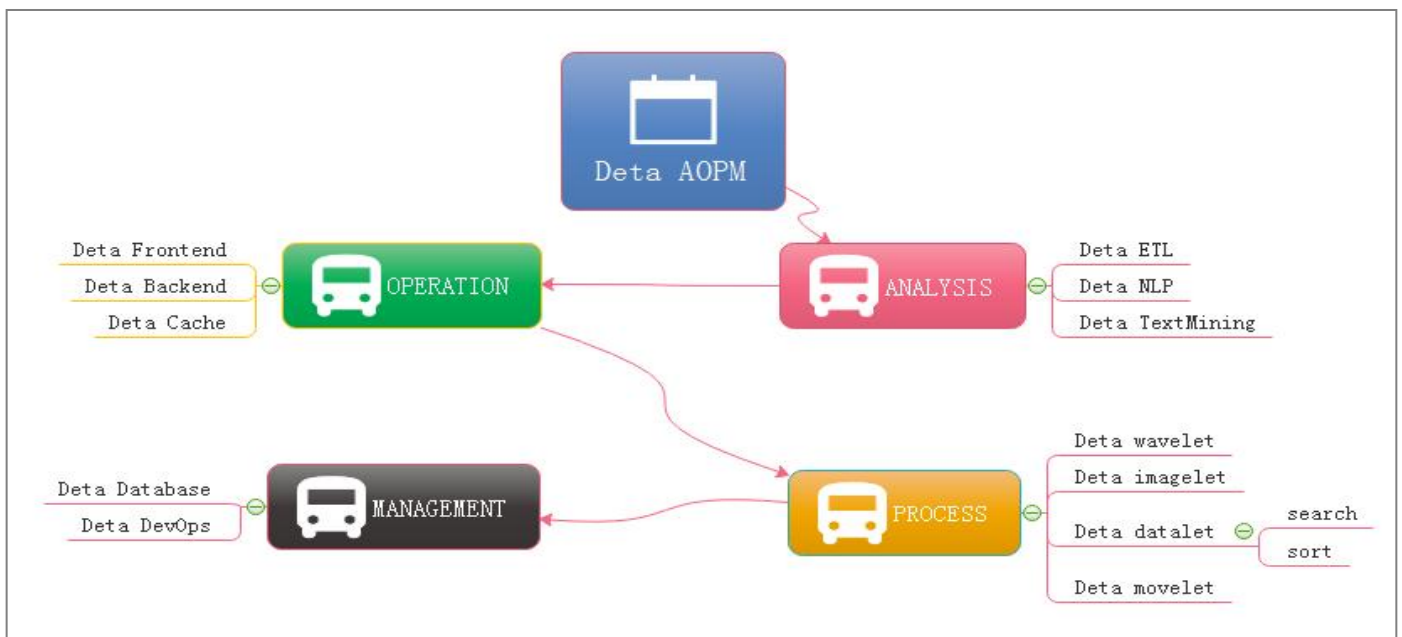 Deta AOPM
Deta Frontend
Deta Backend
Deta Cache
OPERATION
ANALYSIS
Deta ETL
Deta NLP
Deta TextMining
Deta Database
Deta DevOps
MANAGEMENT
PROCESS
Deta wavelet
Deta imagelet
Deta datalet
search
sort
Deta movelet